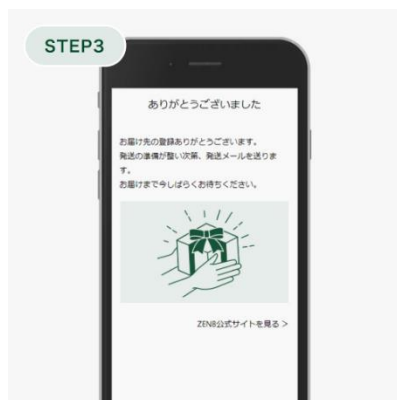 STEP3
ありがとうございました
お届け先の登録ありがとうございます。
発送の準備が整い次第、発送メールを送りま
す。
お届けまで今しばらくお待ちください。
ZENB公式サイトを見る >